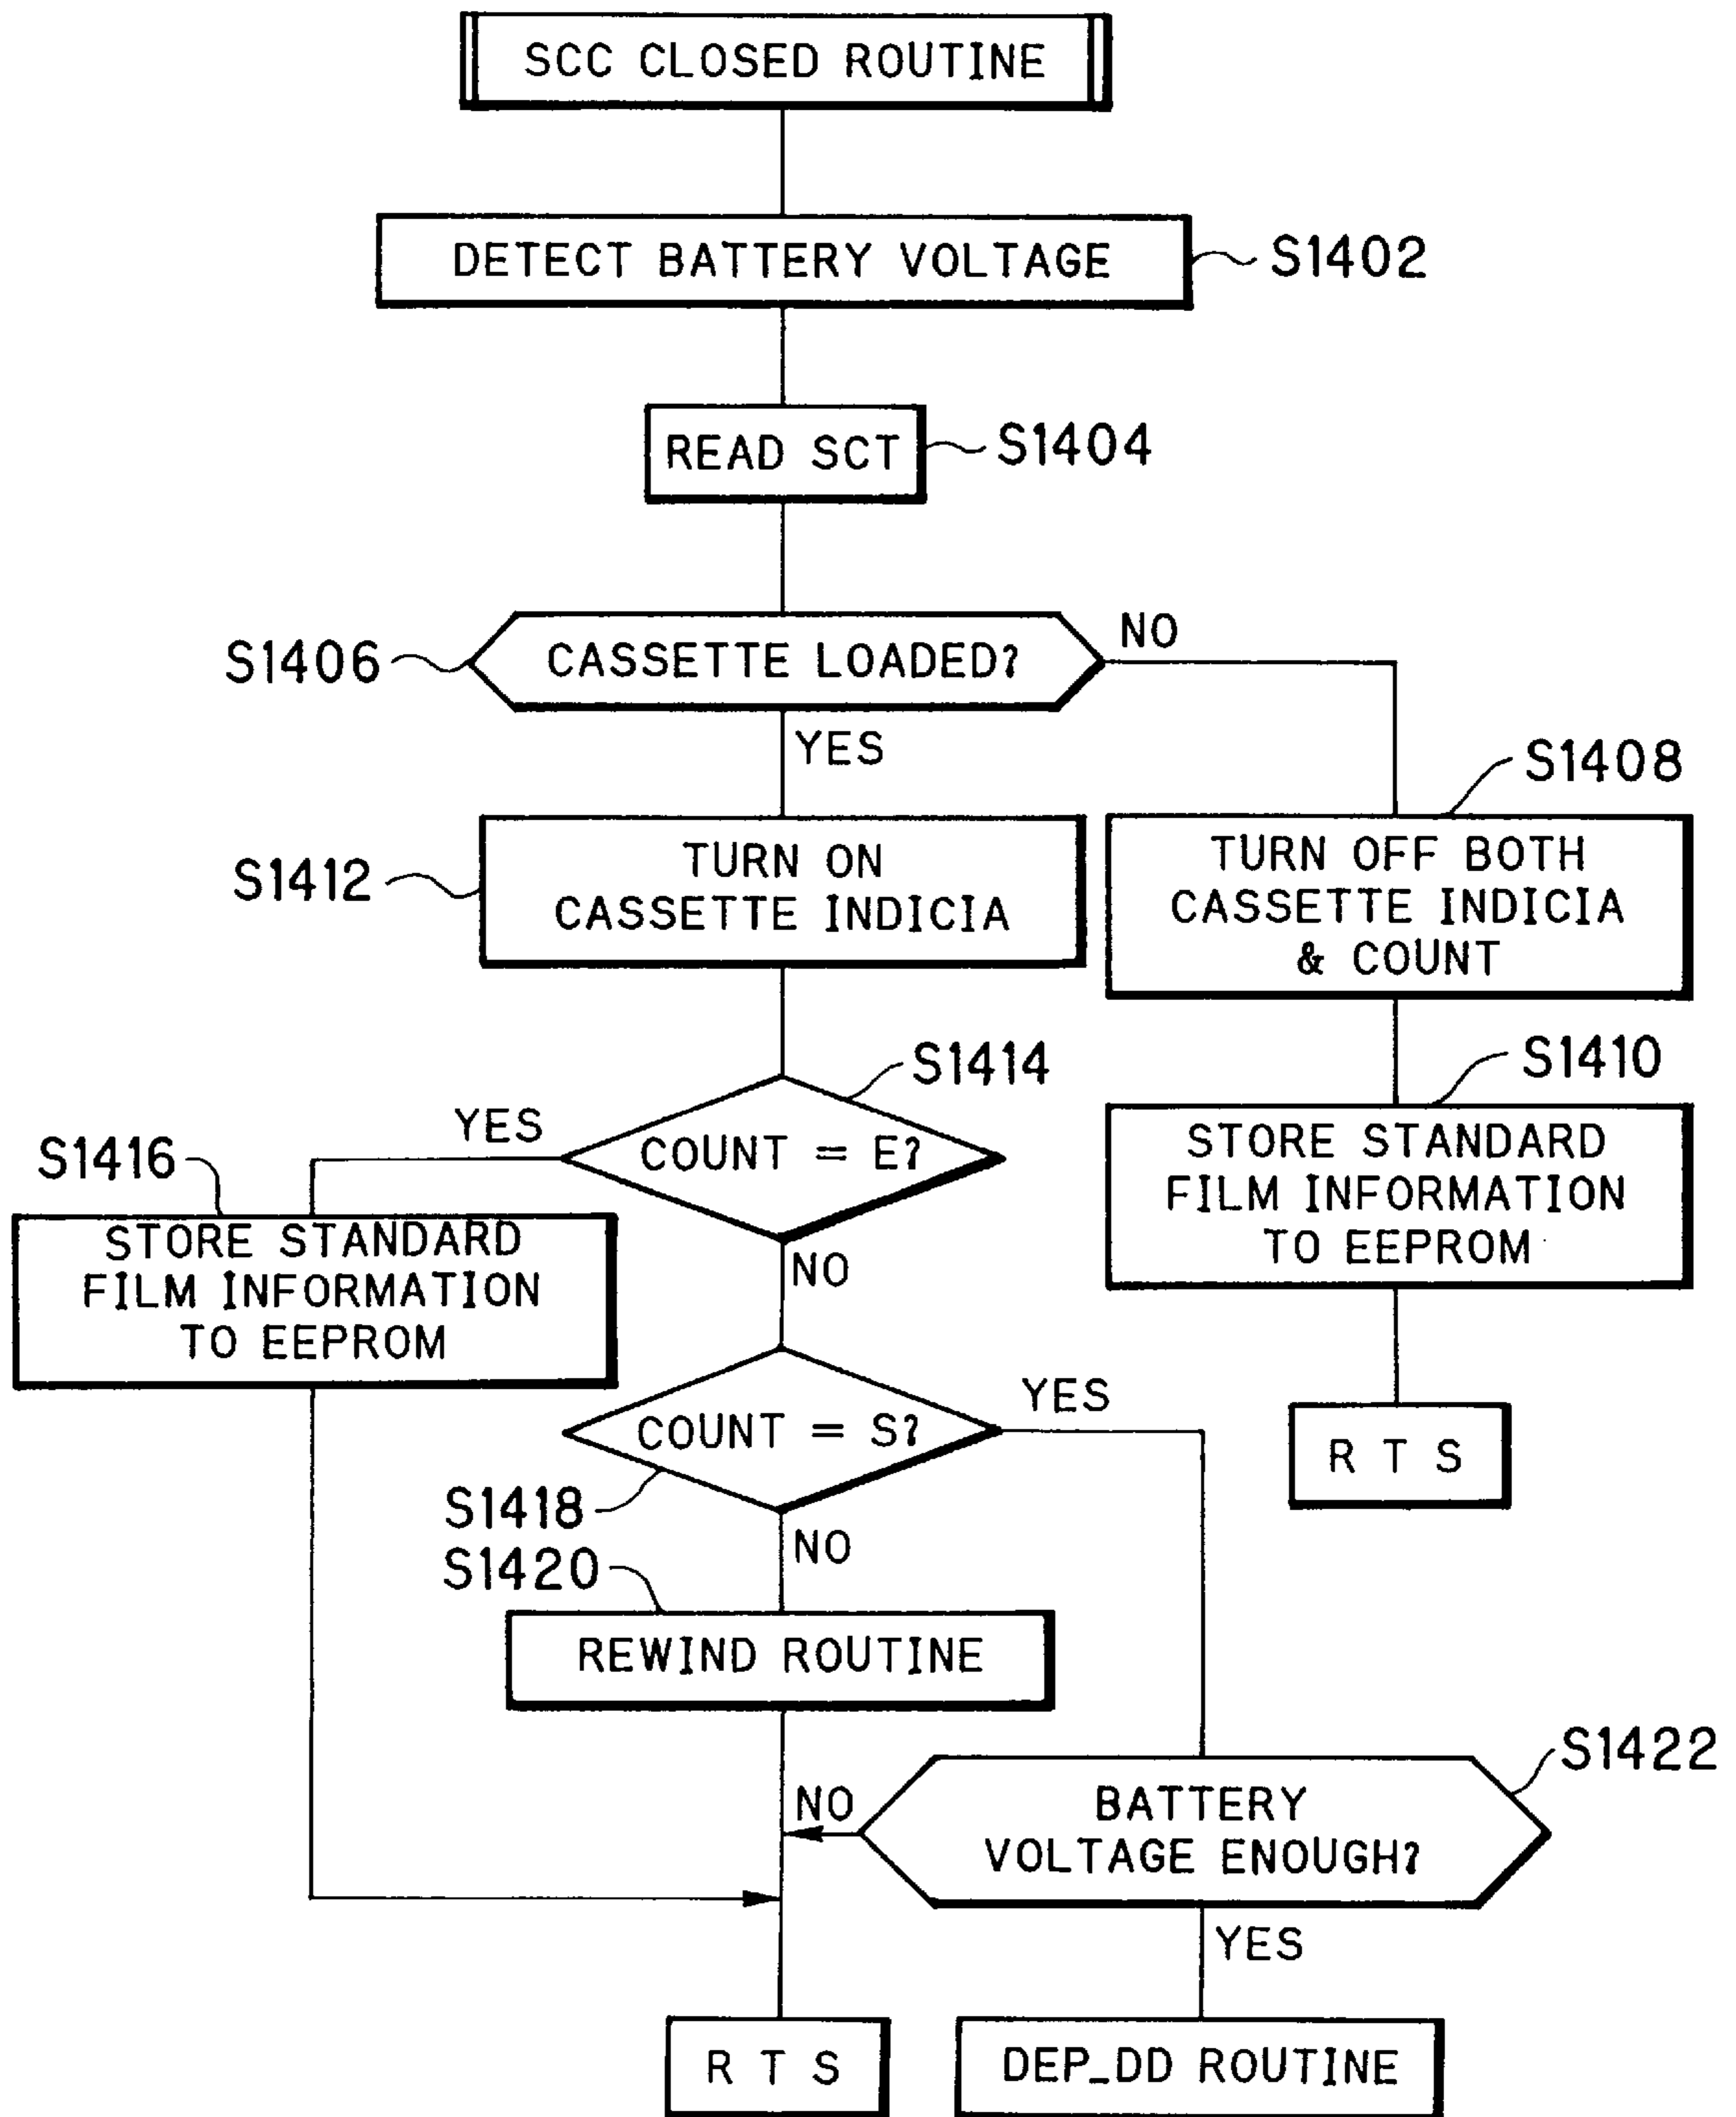 SCC CLOSED ROUTINE
DETECT BATTERY VOLTAGE
S1402
READ SCT
S1404
S1406
CASSETTE LOADED?
NO
YES
S1408
S1412
TURN ON
CASSETTE INDICIA
TURN OFF BOTH
CASSETTE INDICIA
& COUNT
S1414
S1410
YES
COUNT = E?
S1416
STORE STANDARD
FILM INFORMATION
TO EEPROM
STORE STANDARD
FILM INFORMATION
TO EEPROM
NO
YES
COUNT = S?
R T S
S1418
NO
S1420
REWIND ROUTINE
S1422
NO
BATTERY
VOLTAGE ENOUGH?
YES
R T S
DEP_DD ROUTINE